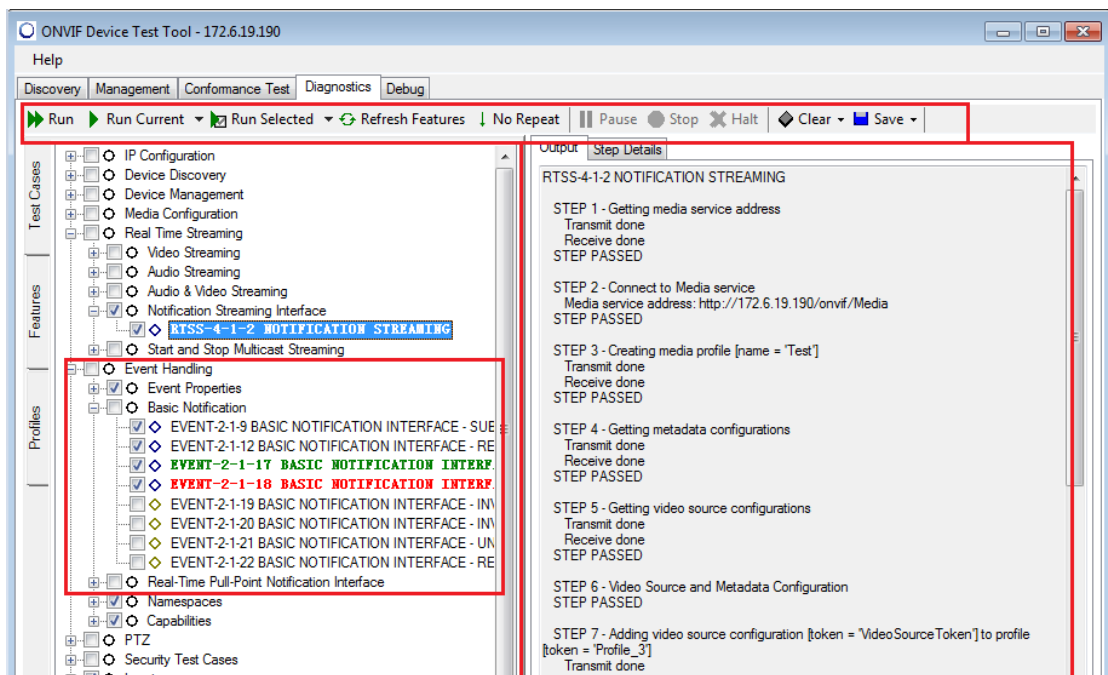 ONVIF Device Test Tool - 172.6.19.190
Help
Discovery Management Conformance Test Diagnostics Debug
Run Run Current Run Selected Refresh Features No Repeat Pause Stop Halt Clear Save
Test Cases
Features
Profiles
IP Configuration
Device Discovery
Device Management
Media Configuration
Real Time Streaming
Video Streaming
Audio Streaming
Audio & Video Streaming
Notification Streaming Interface
RTSS-4-1-2 NOTIFICATION STREAMING
Start and Stop Multicast Streaming
Event Handling
Event Properties
Basic Notification
EVENT-2-1-9 BASIC NOTIFICATION INTERFACE - SUB
EVENT-2-1-12 BASIC NOTIFICATION INTERFACE - RE
EVENT-2-1-17 BASIC NOTIFICATION INTERF
EVENT-2-1-18 BASIC NOTIFICATION INTERF
EVENT-2-1-19 BASIC NOTIFICATION INTERFACE - INV
EVENT-2-1-20 BASIC NOTIFICATION INTERFACE - INV
EVENT-2-1-21 BASIC NOTIFICATION INTERFACE - UN
EVENT-2-1-22 BASIC NOTIFICATION INTERFACE - RE
Real-Time Pull-Point Notification Interface
Namespaces
Capabilities
PTZ
Security Test Cases
Output Step Details
RTSS-4-1-2 NOTIFICATION STREAMING
STEP 1 - Getting media service address
Transmit done
Receive done
STEP PASSED
STEP 2 - Connect to Media service
Media service address: http://172.6.19.190/onvif/Media
STEP PASSED
STEP 3 - Creating media profile [name = 'Test']
Transmit done
Receive done
STEP PASSED
STEP 4 - Getting metadata configurations
Transmit done
Receive done
STEP PASSED
STEP 5 - Getting video source configurations
Transmit done
Receive done
STEP PASSED
STEP 6 - Video Source and Metadata Configuration
STEP PASSED
STEP 7 - Adding video source configuration [token = 'VideoSourceToken'] to profile
[token = 'Profile_3']
Transmit done